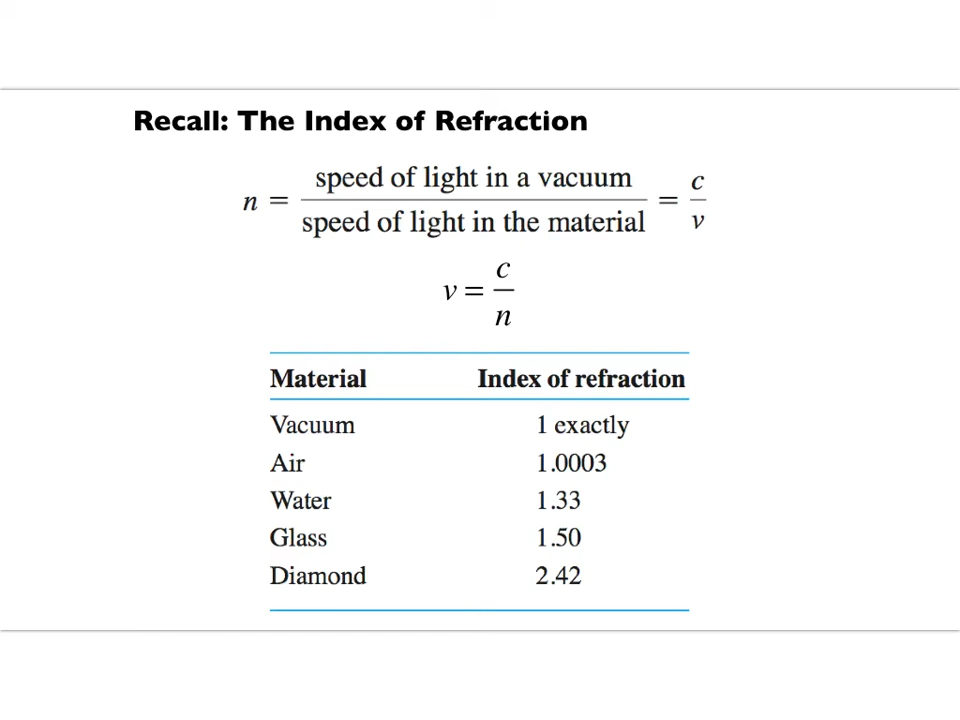 Recall: The Index of Refraction
n = speed of light in a vacuum / speed of light in the material = c / v
v = c / n
Material Index of refraction
Vacuum 1 exactly
Air 1.0003
Water 1.33
Glass 1.50
Diamond 2.42